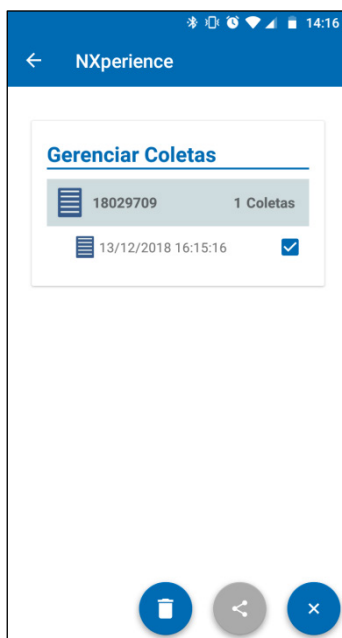 14:16
NXperience
Gerenciar Coletas
18029709 1 Coletas
13/12/2018 16:15:16